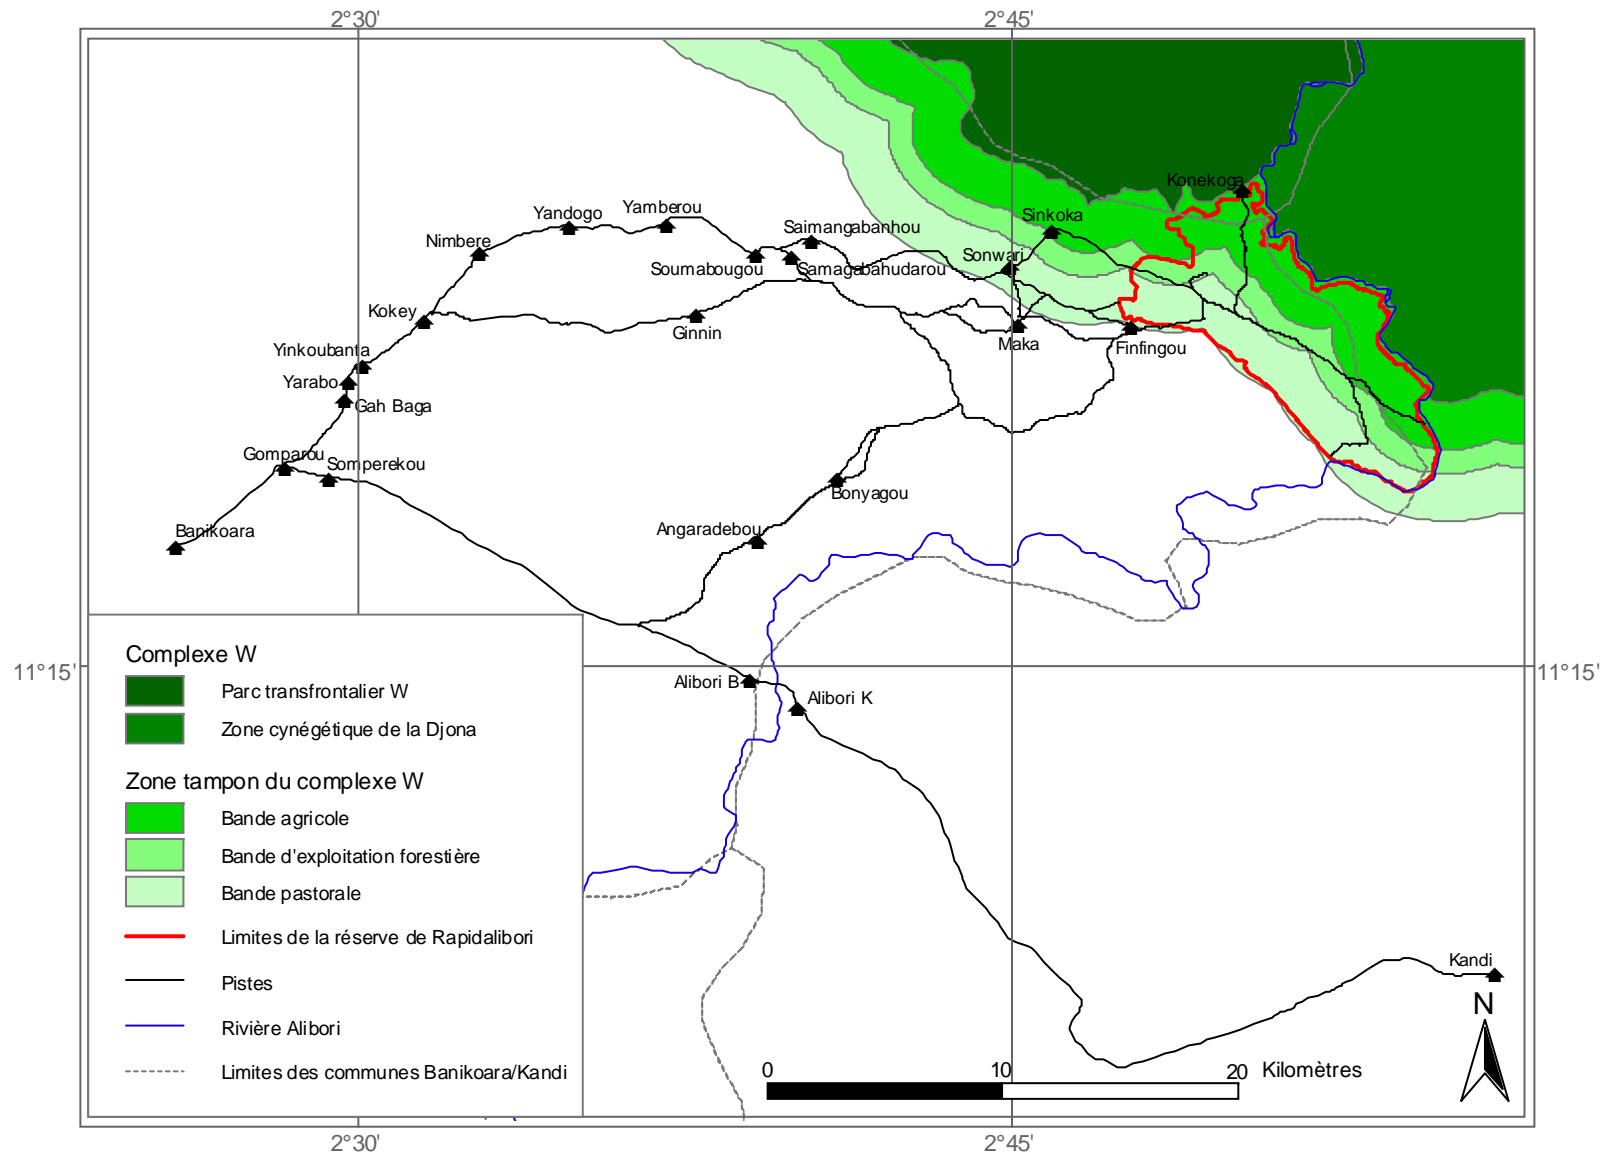 2°30'
2°45'
Konekoga
Yandogo
Yamberou
Sinkoka
Saimangabanhou
Nimbere
Sonwari
Soumabougou
Samagabahudarou
Kokey
Ginnin
Maka
Finfingou
Yinkoubanta
Yarabo
Gah Baga
Gomparou
Somperekou
Bonyagou
Banikoara
Angaradebou
11°15'
11°15'
Alibori B
Alibori K
Complexe W
Parc transfrontalier W
Zone cynégétique de la Djona
Zone tampon du complexe W
Bande agricole
Bande d'exploitation forestière
Bande pastorale
Limites de la réserve de Rapidalibori
Pistes
Rivière Alibori
Limites des communes Banikoara/Kandi
Kandi
N
0 10 20 Kilomètres
2°30'
2°45'